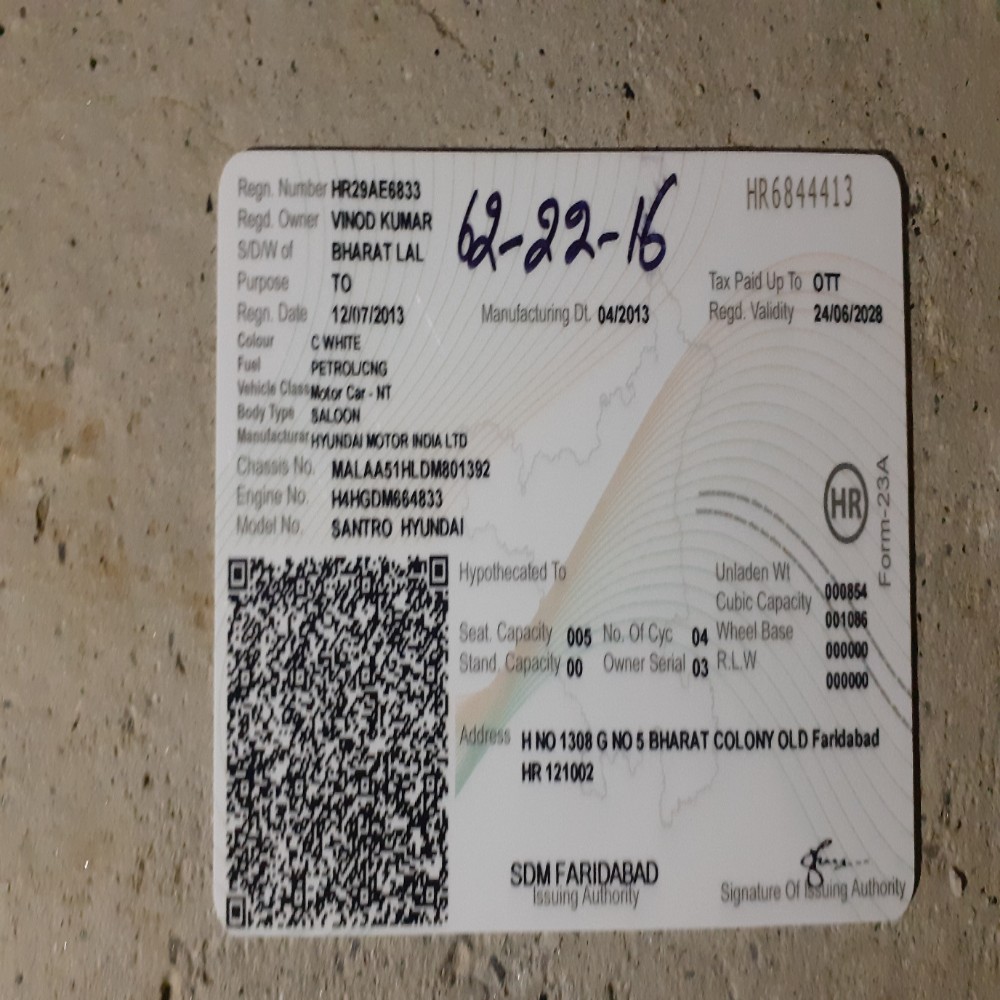 Regn. Number HR29AE6833
HR6844413
Regd. Owner VINOD KUMAR
62-22-16
S/D/W of BHARAT LAL
Purpose TO
Tax Paid Up To OTT
Regn. Date 12/07/2013
Manufacturing Dt. 04/2013
Regd. Validity 24/06/2028
Colour C WHITE
Fuel PETROL/CNG
Vehicle Class Motor Car - NT
Body Type SALOON
Manufacturar HYUNDAI MOTOR INDIA LTD
Chassis No. MALAA51HLDM801392
Engine No. H4HGDM664833
Model No. SANTRO HYUNDAI
HR
Form-23A
Hypothecated To
Unladen Wt 000854
Cubic Capacity 001086
Seat. Capacity 005 No. Of Cyc 04 Wheel Base 000000
Stand. Capacity 00 Owner Serial 03 R.L.W 000000
Address H NO 1308 G NO 5 BHARAT COLONY OLD Faridabad
HR 121002
SDM FARIDABAD
Issuing Authority
Signature Of Issuing Authority